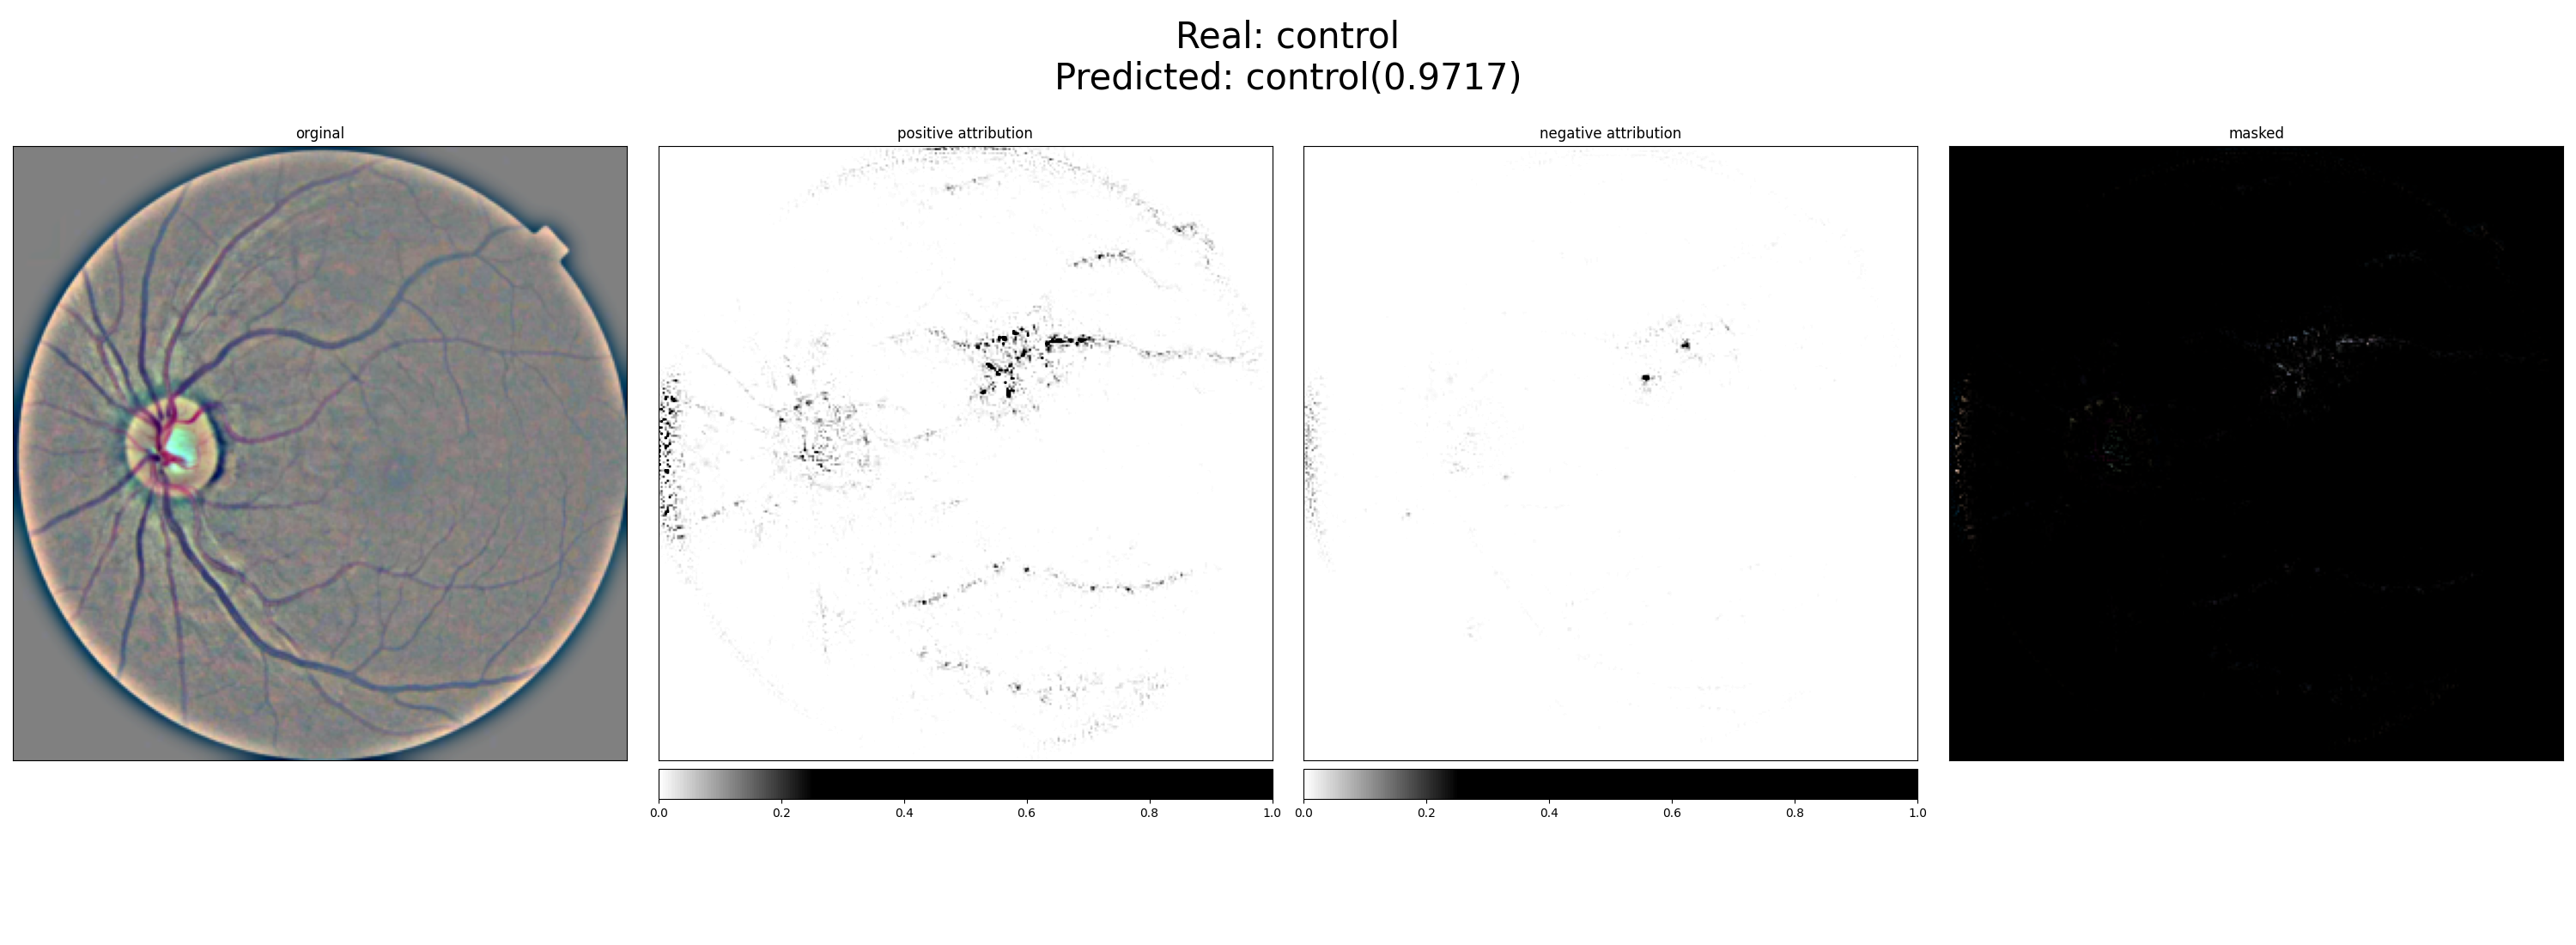 Real: control
Predicted: control(0.9717)
orginal
positive attribution
negative attribution
masked
0.0 0.2 0.4 0.6 0.8 1.0
0.0 0.2 0.4 0.6 0.8 1.0